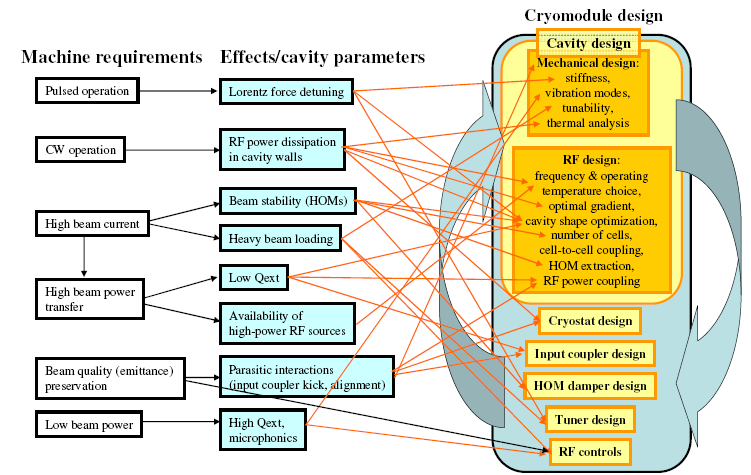 Cryomodule design
Machine requirements
Effects/cavity parameters
Pulsed operation
CW operation
High beam current
High beam power
transfer
Beam quality (emittance)
preservation
Low beam power
Lorentz force detuning
RF power dissipation
in cavity walls
Beam stability (HOMs)
Heavy beam loading
Low Qext
Availability of
high-power RF sources
Parasitic interactions
(input coupler kick, alignment)
High Qext,
microphonics
Cavity design
Mechanical design:
stiffness,
vibration modes,
tunability,
thermal analysis
RF design:
frequency & operating
temperature choice,
optimal gradient,
cavity shape optimization,
number of cells,
cell-to-cell coupling,
HOM extraction,
RF power coupling
Cryostat design
Input coupler design
HOM damper design
Tuner design
RF controls